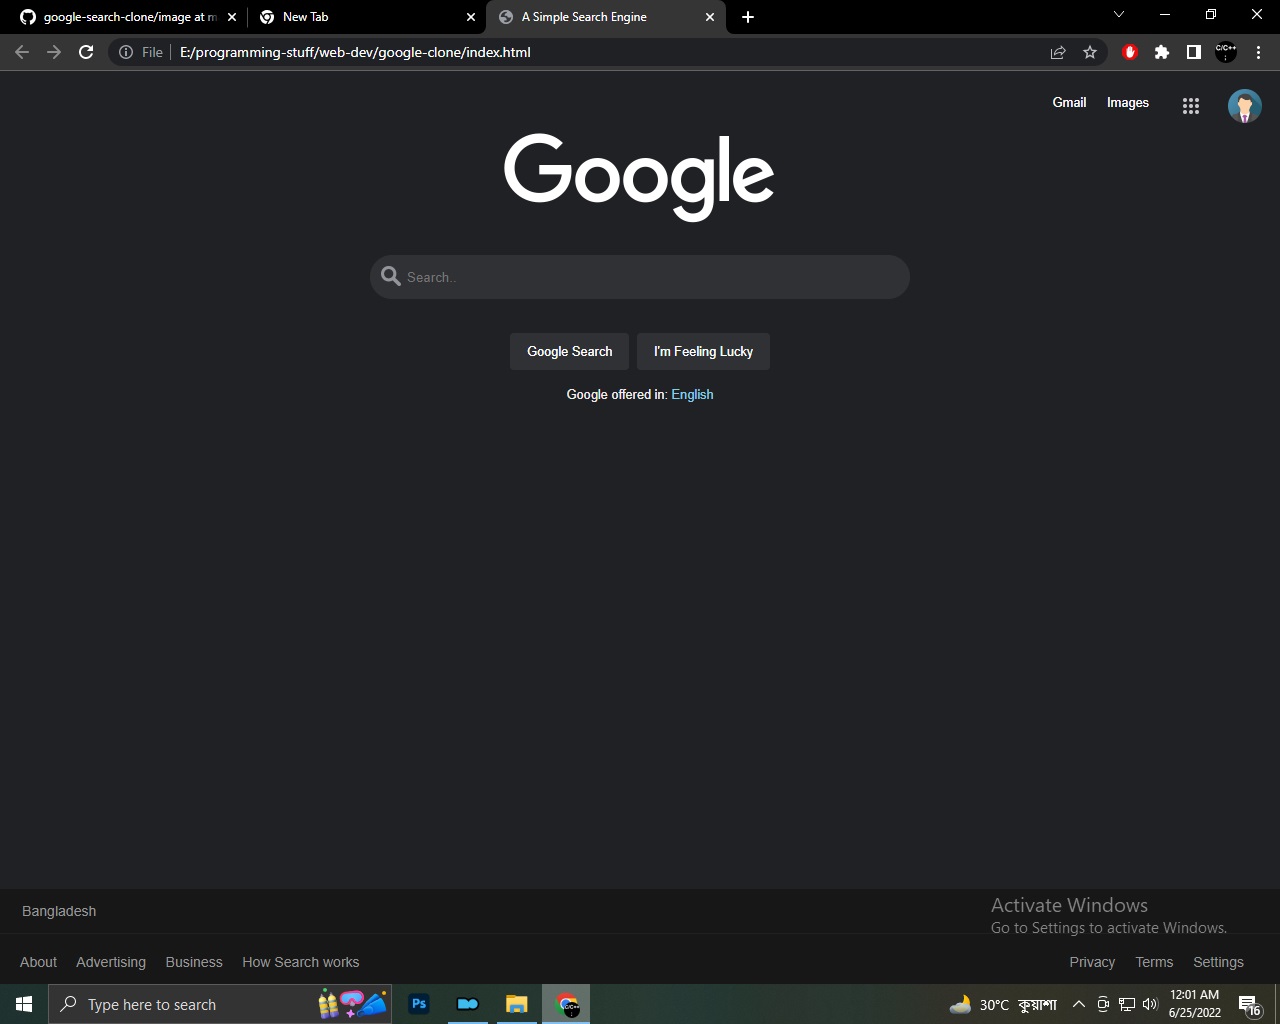 google-search-clone/image at m
New Tab
A Simple Search Engine
File
E:/programming-stuff/web-dev/google-clone/index.html
C/C++
;
Gmail
Images
Google
Search..
Google Search
I'm Feeling Lucky
Google offered in: English
Bangladesh
Activate Windows
Go to Settings to activate Windows.
About
Advertising
Business
How Search works
Privacy
Terms
Settings
Type here to search
Ps
C/C++
;
30°C কুয়াশা
12:01 AM
6/25/2022
16